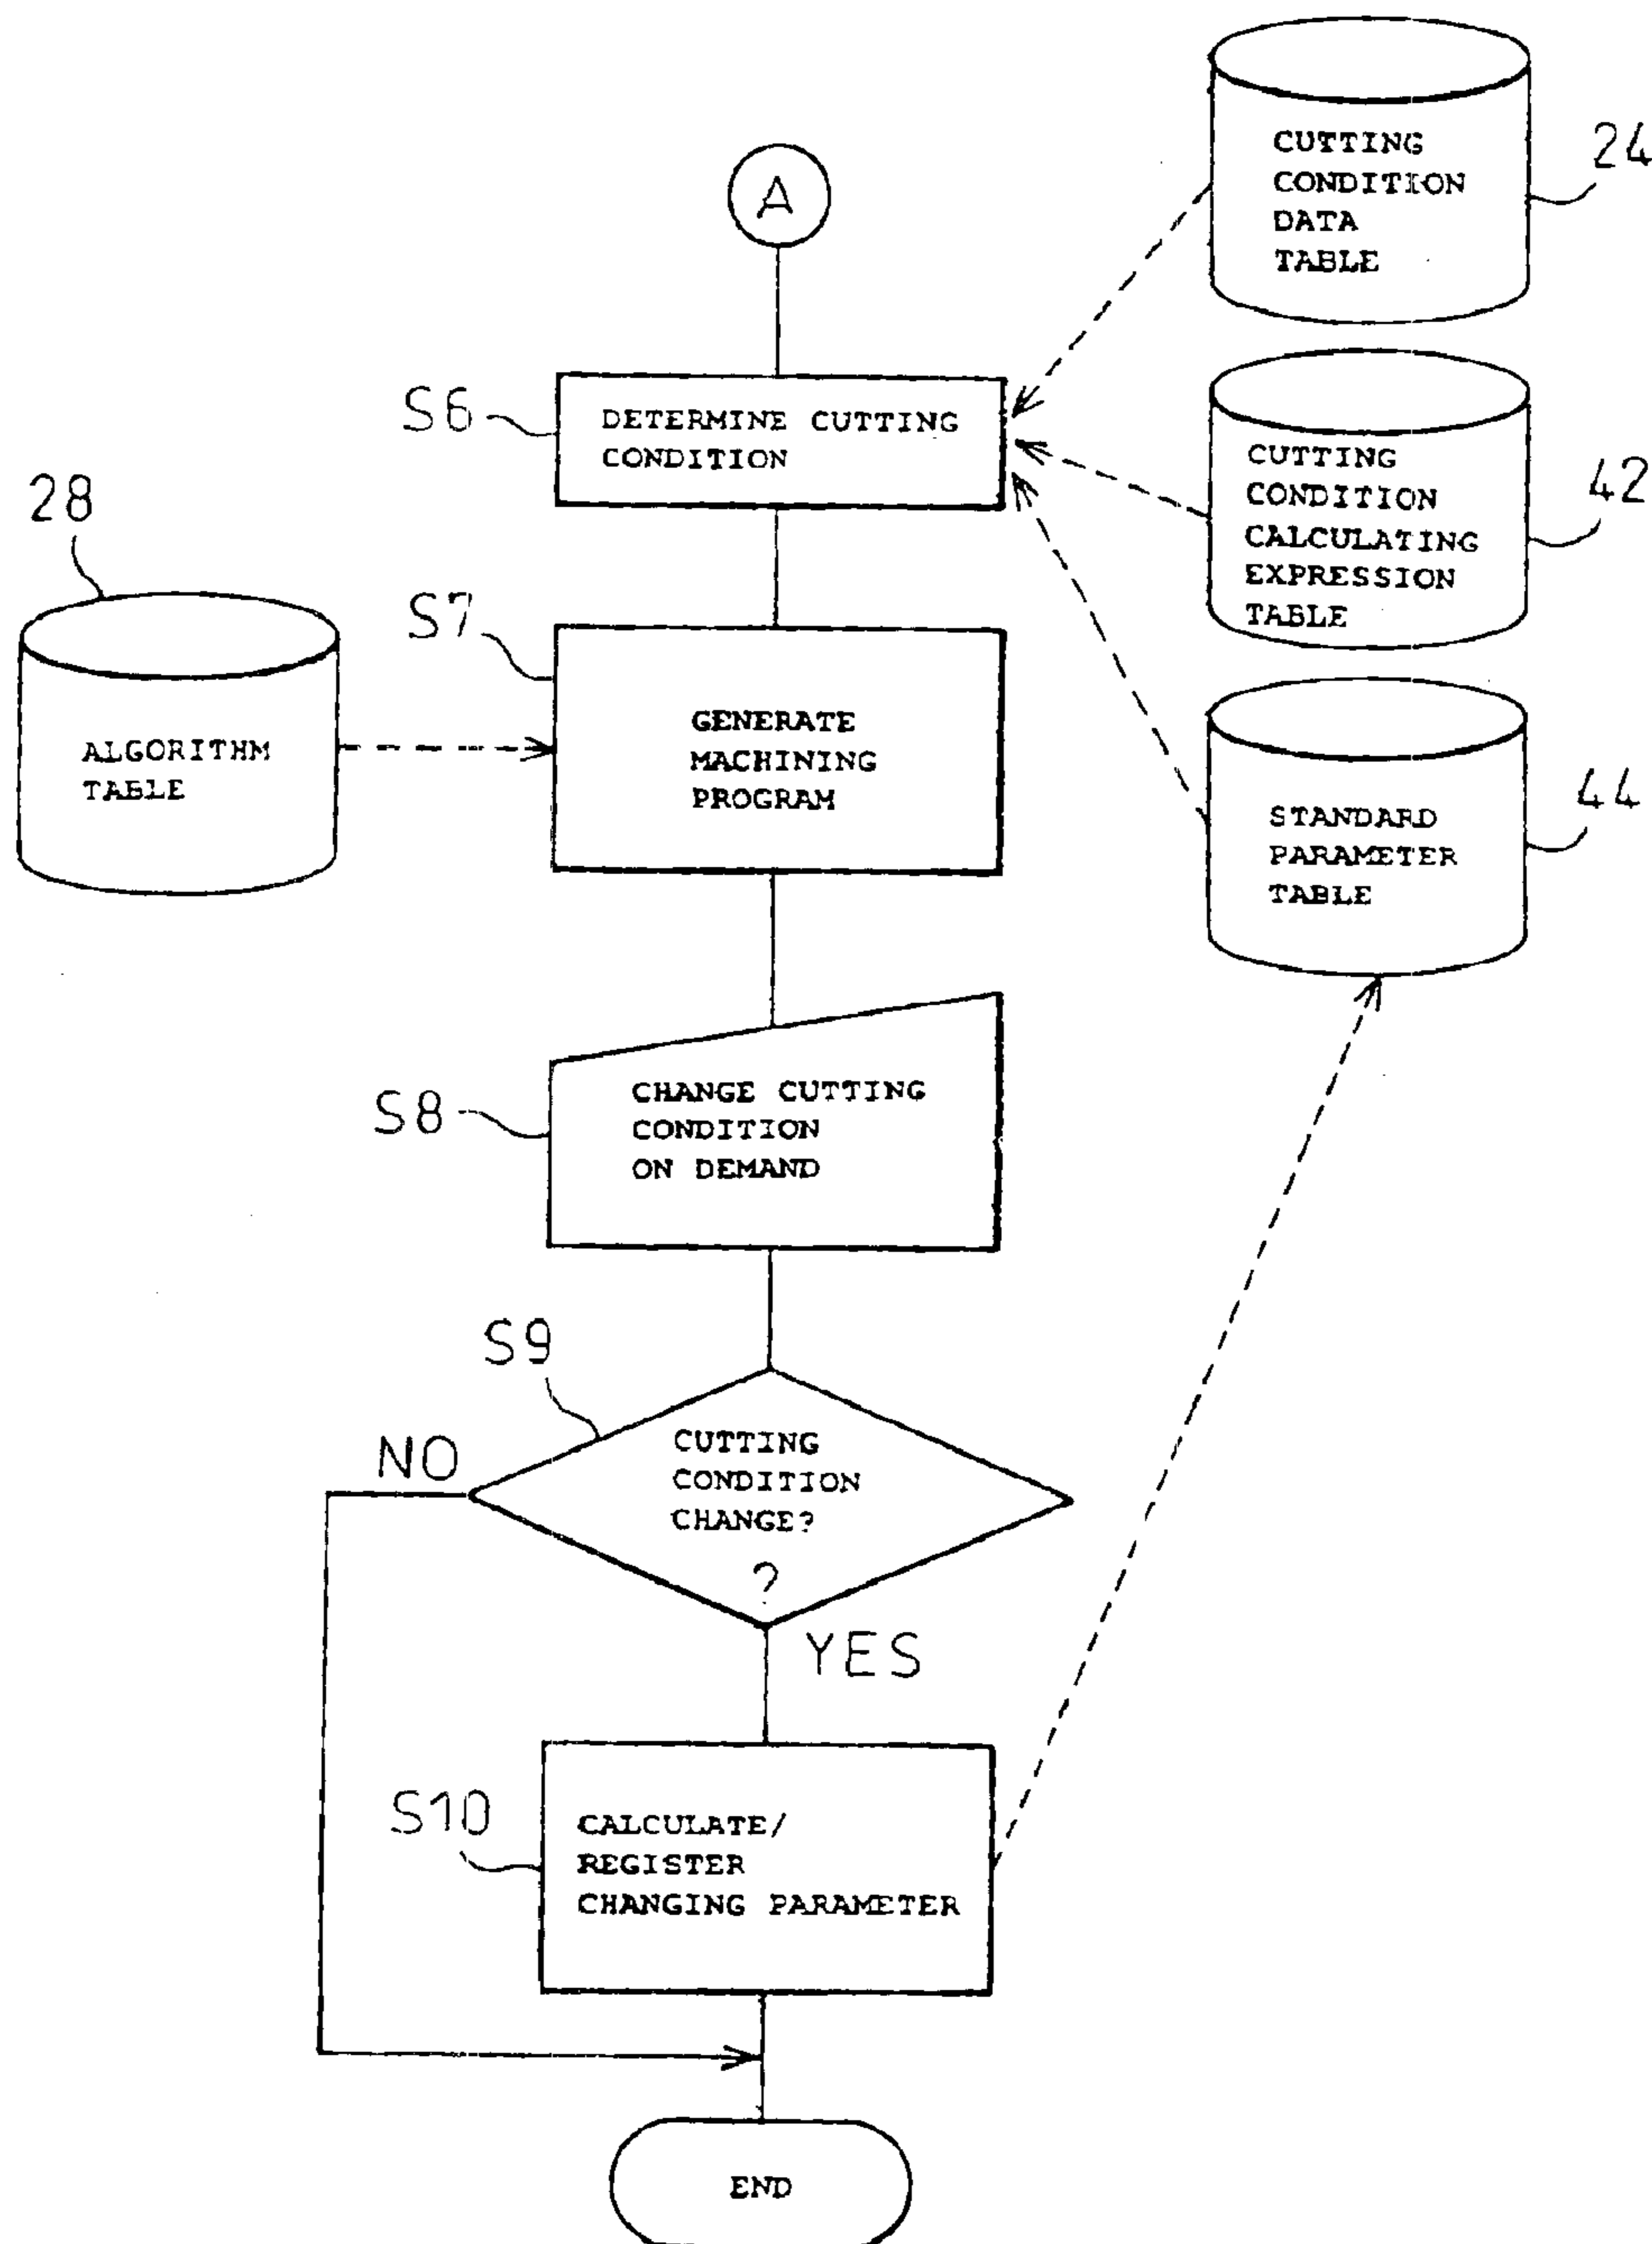 A
CUTTING
CONDITION
DATA
TABLE
24
S6
DETERMINE CUTTING
CONDITION
CUTTING
CONDITION
CALCULATING
EXPRESSION
TABLE
42
28
ALGORITHM
TABLE
S7
GENERATE
MACHINING
PROGRAM
STANDARD
PARAMETER
TABLE
44
S8
CHANGE CUTTING
CONDITION
ON DEMAND
S9
CUTTING
CONDITION
CHANGE?
?
NO
YES
S10
CALCULATE/
REGISTER
CHANGING PARAMETER
END